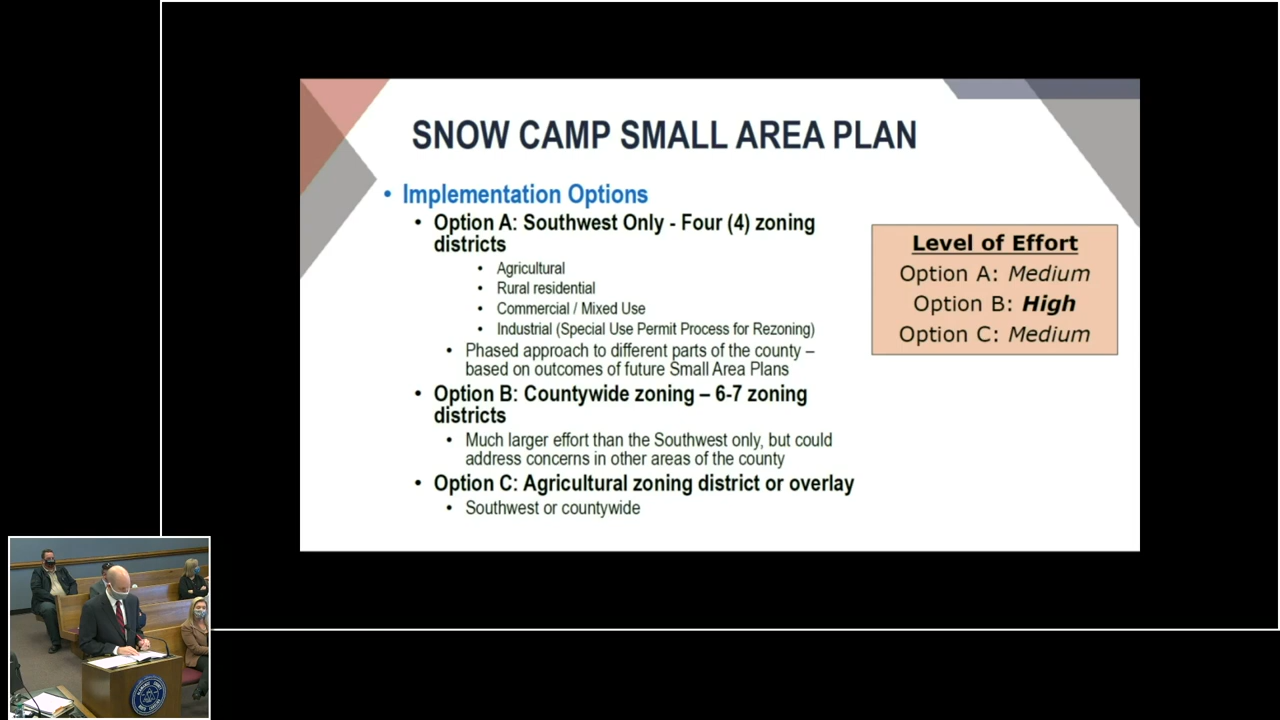 SNOW CAMP SMALL AREA PLAN
• Implementation Options
• Option A: Southwest Only - Four (4) zoning
districts
• Agricultural
• Rural residential
• Commercial / Mixed Use
• Industrial (Special Use Permit Process for Rezoning)
• Phased approach to different parts of the county –
based on outcomes of future Small Area Plans
• Option B: Countywide zoning – 6-7 zoning
districts
• Much larger effort than the Southwest only, but could
address concerns in other areas of the county
• Option C: Agricultural zoning district or overlay
• Southwest or countywide
Level of Effort
Option A: Medium
Option B: High
Option C: Medium